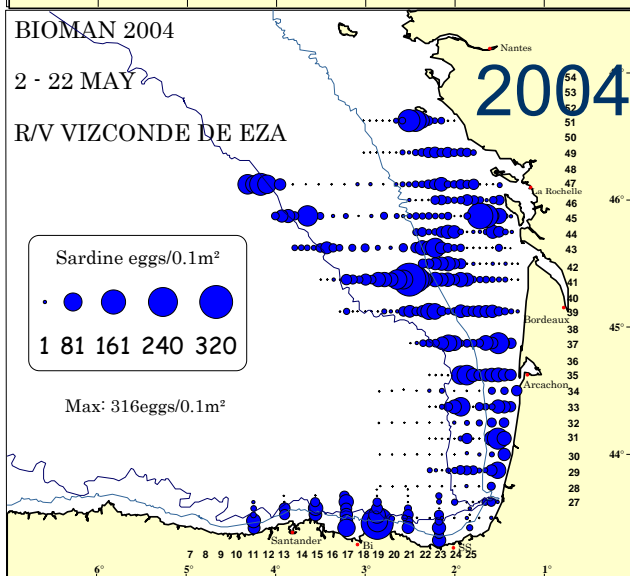 BIOMAN 2004
2 - 22 MAY
R/V VIZCONDE DE EZA
2004
Nantes
54
53
52
51
50
49
48
47
La Rochelle
46
46°
45
44
43
42
41
40
39
Bordeaux
38
45°
37
36
35
Arcachon
34
33
32
31
30
44°
29
28
27
Sardine eggs/0.1m²
1 81 161 240 320
Max: 316eggs/0.1m²
Santander
Bi
SS
7 8 9 10 11 12 13 14 15 16 17 18 19 20 21 22 23 24 25
6° 5° 4° 3° 2° 1°